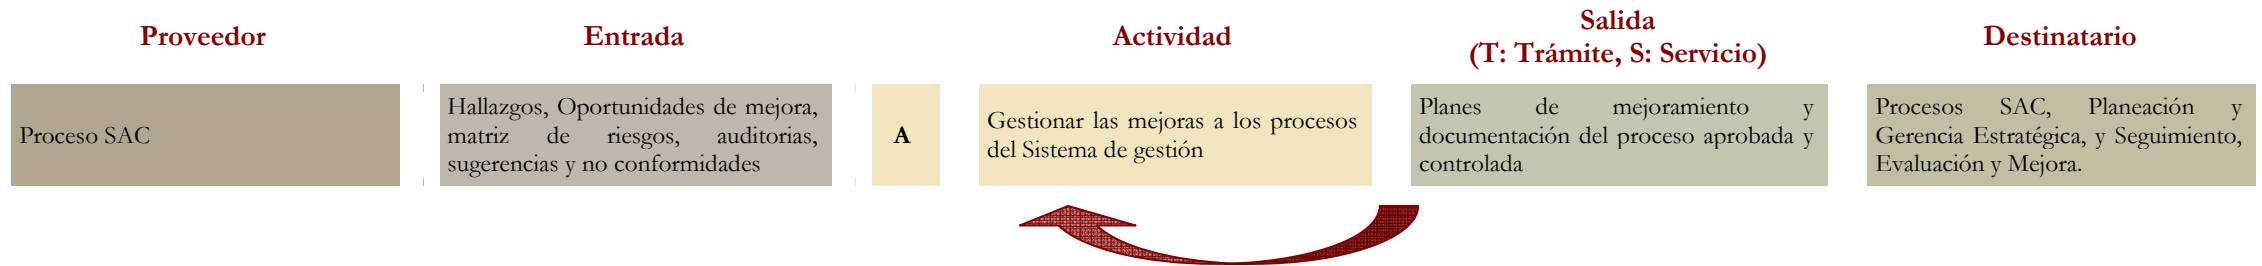 Proveedor
Entrada
Actividad
Salida
(T: Trámite, S: Servicio)
Destinatario
Proceso SAC
Hallazgos, Oportunidades de mejora,
matriz de riesgos, auditorias,
sugerencias y no conformidades
A
Gestionar las mejoras a los procesos
del Sistema de gestión
Planes de mejoramiento y
documentación del proceso aprobada y
controlada
Procesos SAC, Planeación y
Gerencia Estratégica, y Seguimiento,
Evaluación y Mejora.